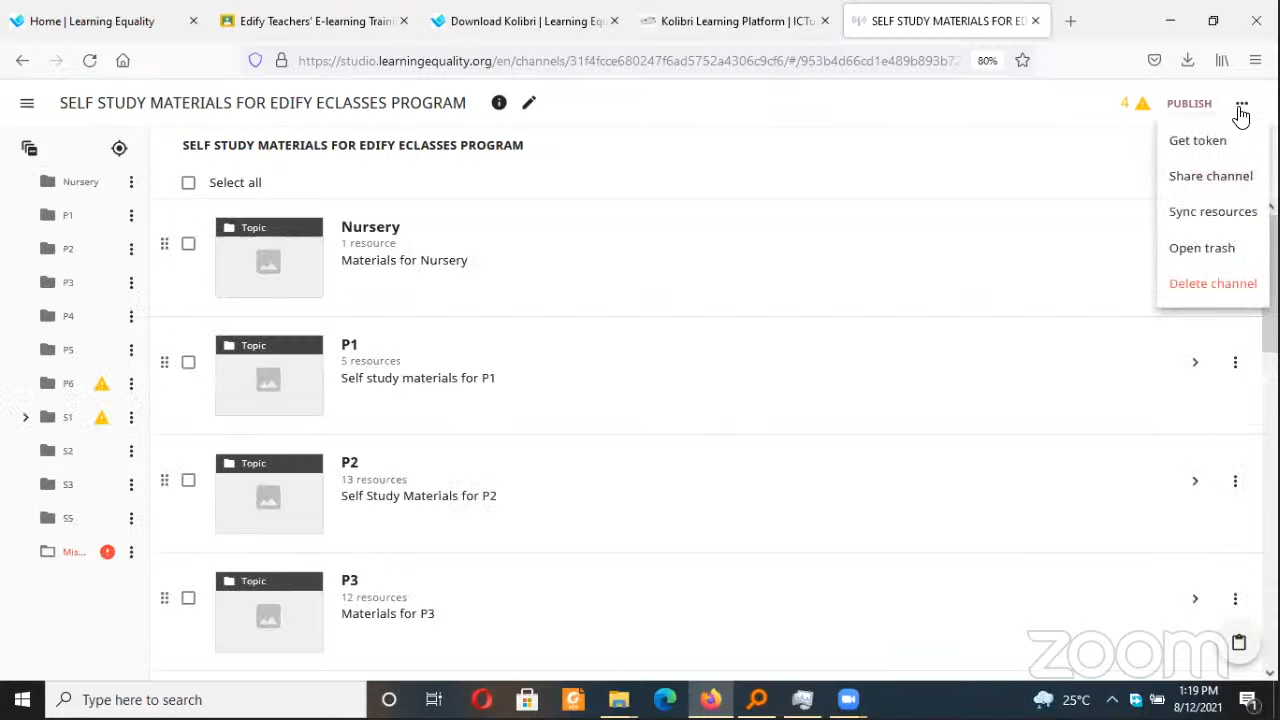 Home | Learning Equality
Edify Teachers' E-learning Traini
Download Kolibri | Learning Equ
Kolibri Learning Platform | ICTu
SELF STUDY MATERIALS FOR ED
https://studio.learningequality.org/en/channels/31f4fcce680247f6ad5752a4306c9cf6/#/953b4d66cd1e489b893b72
80%
SELF STUDY MATERIALS FOR EDIFY ECLASSES PROGRAM
4
PUBLISH
Get token
Share channel
Sync resources
Open trash
Delete channel
SELF STUDY MATERIALS FOR EDIFY ECLASSES PROGRAM
Select all
Nursery
P1
P2
P3
P4
P5
P6
S1
S2
S3
S5
Mis...
Topic
Nursery
1 resource
Materials for Nursery
Topic
P1
5 resources
Self study materials for P1
Topic
P2
13 resources
Self Study Materials for P2
Topic
P3
12 resources
Materials for P3
zoom
Type here to search
25°C
1:19 PM
8/12/2021
1